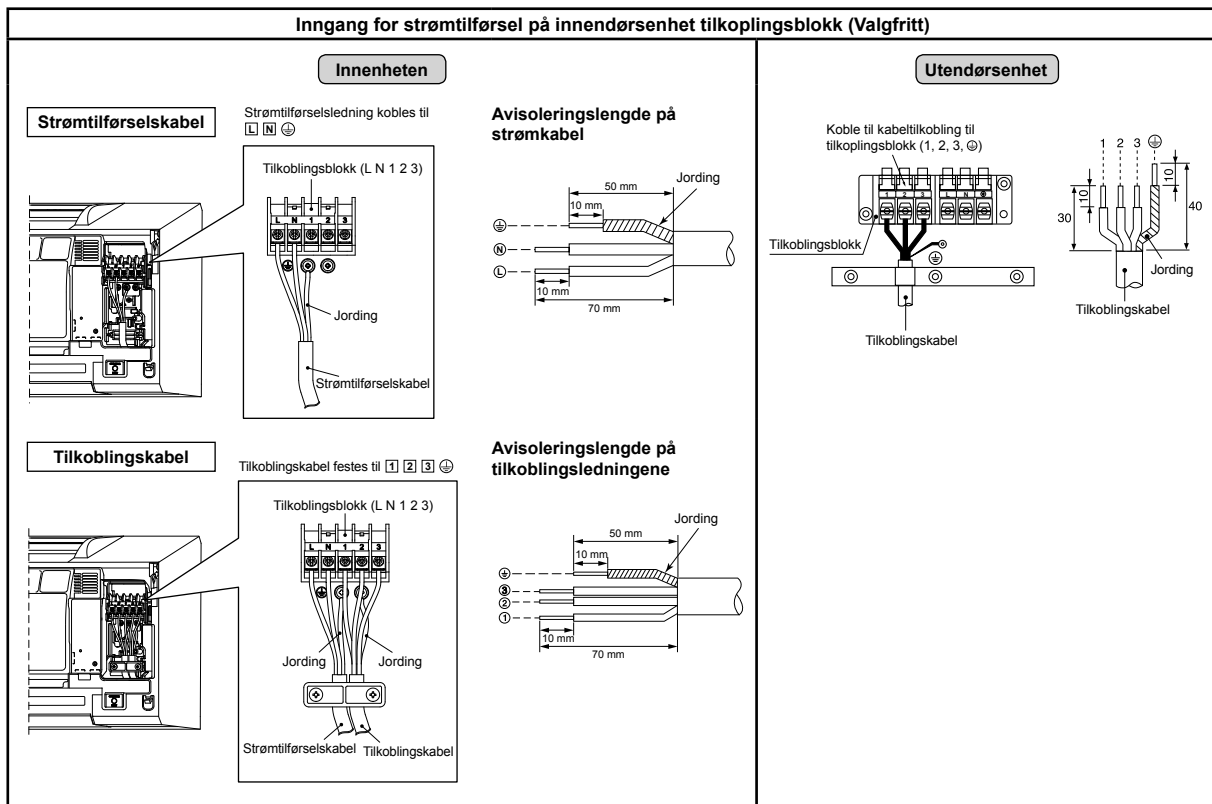 Inngang for strømtilførsel på innendørsenhet tilkoplingsblokk (Valgfritt)
Innenheten
Strømtilførselskabel
Strømtilførselsledning kobles til
L N ⏚
Tilkoblingsblokk (L N 1 2 3)
L N 1 2 3
Jording
Strømtilførselskabel
Avisoleringslengde på
strømkabel
50 mm
Jording
10 mm
⏚
N
L
10 mm
70 mm
Tilkoblingskabel
Tilkoblingskabel festes til 1 2 3 ⏚
Tilkoblingsblokk (L N 1 2 3)
L N 1 2 3
Jording
Jording
Strømtilførselskabel
Tilkoblingskabel
Avisoleringslengde på
tilkoblingsledningene
Jording
50 mm
10 mm
⏚
3
2
1
10 mm
70 mm
Utendørsenhet
Koble til kabeltilkobling til
tilkoplingsblokk (1, 2, 3, ⏚)
2 3 L N
Tilkoblingsblokk
⏚
Tilkoblingskabel
1 2 3 ⏚
10
10
30
40
Jording
Tilkoblingskabel